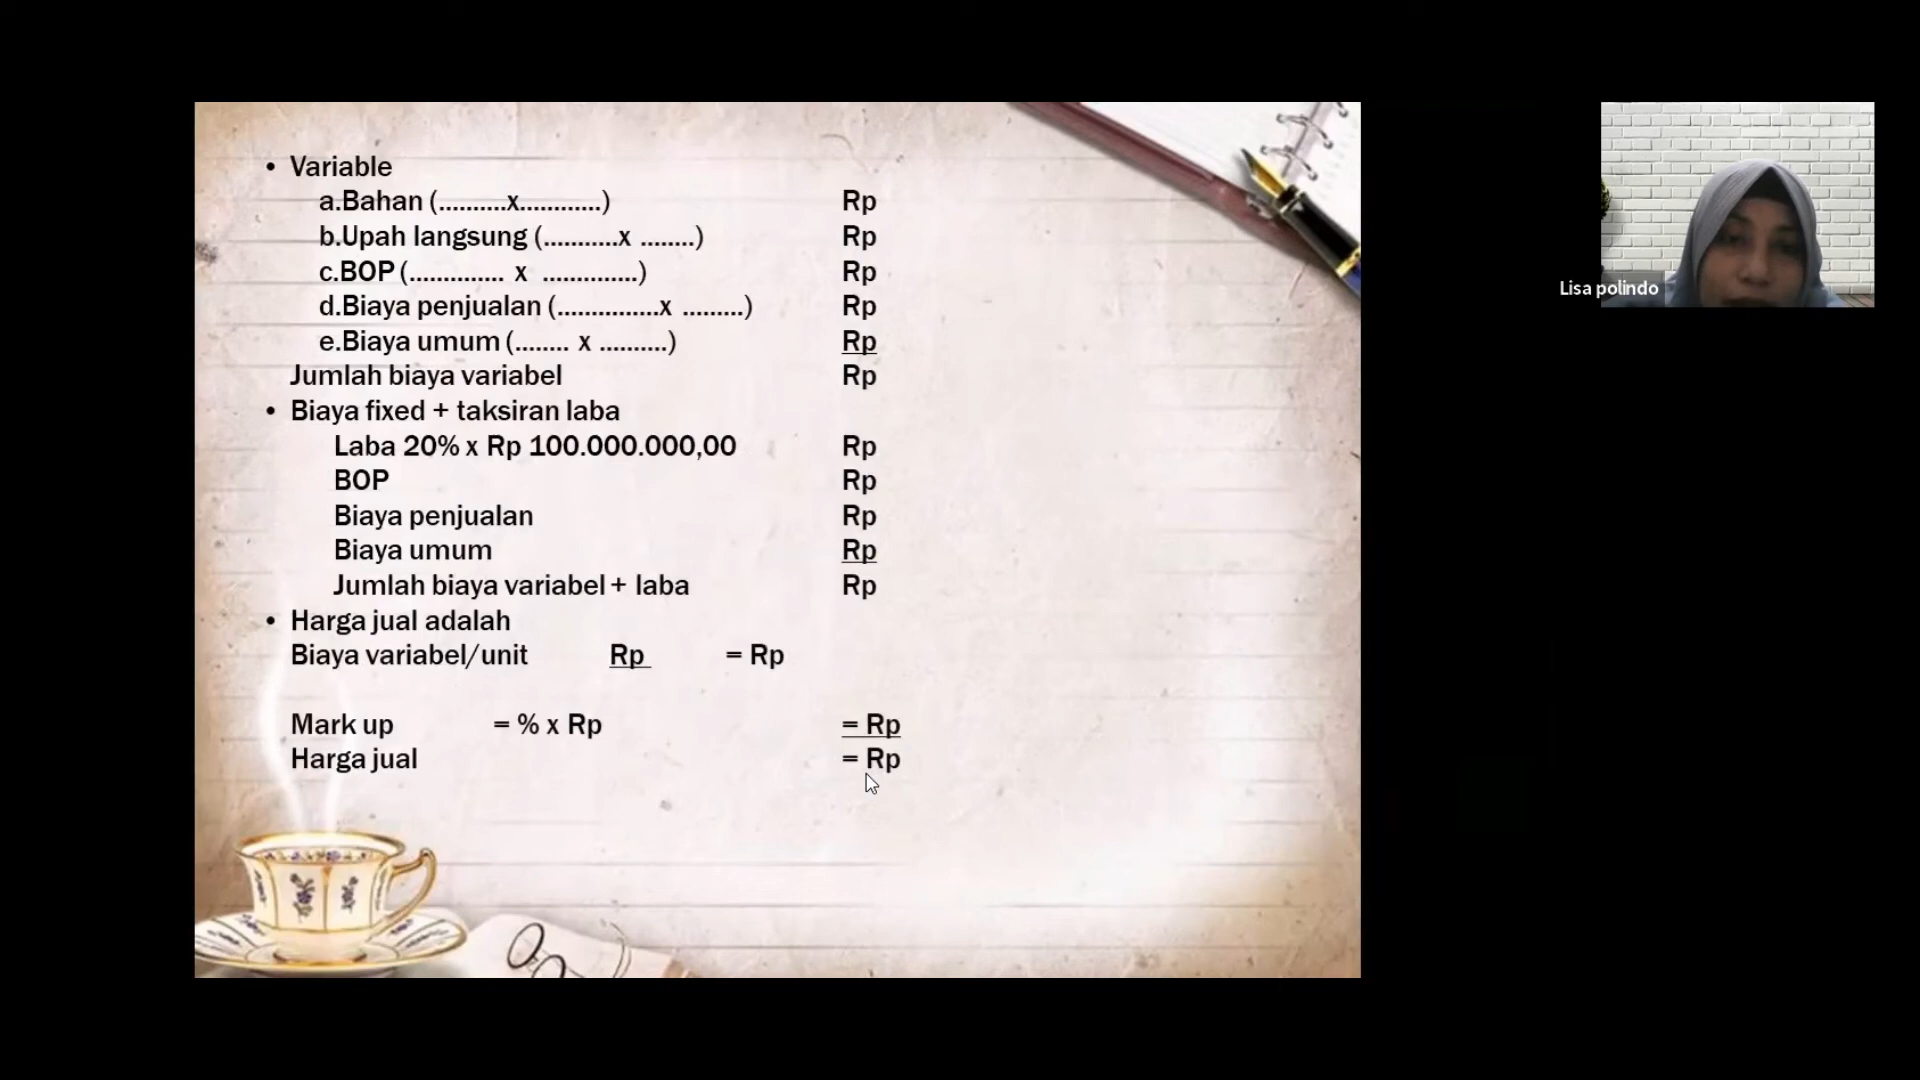 • Variable
a.Bahan (..........x............) Rp
b.Upah langsung (...........x ........) Rp
c.BOP (.............. x ..............) Rp
d.Biaya penjualan (...............x .........) Rp
e.Biaya umum (........ x ..........) Rp
Jumlah biaya variabel Rp
• Biaya fixed + taksiran laba
Laba 20% x Rp 100.000.000,00 Rp
BOP Rp
Biaya penjualan Rp
Biaya umum Rp
Jumlah biaya variabel + laba Rp
• Harga jual adalah
Biaya variabel/unit Rp = Rp
Mark up = % x Rp = Rp
Harga jual = Rp
Lisa polindo